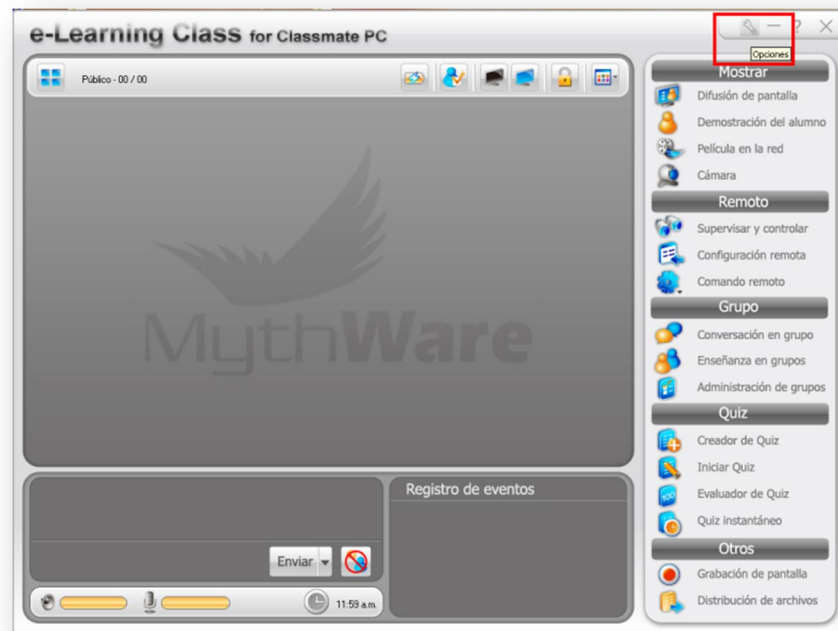 e-Learning Class for Classmate PC
?
Opciones
Público - 00 / 00
MythWare
Enviar
Registro de eventos
11:59 a.m.
Mostrar
Difusión de pantalla
Demostración del alumno
Película en la red
Cámara
Remoto
Supervisar y controlar
Configuración remota
Comando remoto
Grupo
Conversación en grupo
Enseñanza en grupos
Administración de grupos
Quiz
Creador de Quiz
Iniciar Quiz
Evaluador de Quiz
100
Quiz instantáneo
Otros
Grabación de pantalla
Distribución de archivos